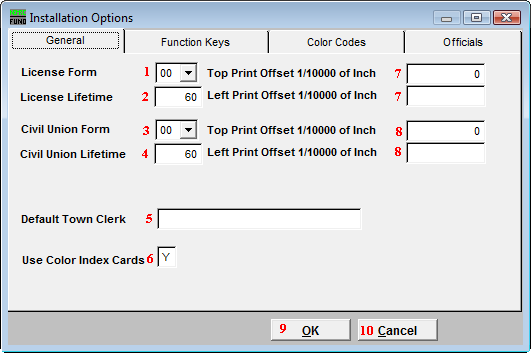 Installation Options
FUND
General Function Keys Color Codes Officials
License Form 1 00 Top Print Offset 1/10000 of Inch 7 0
License Lifetime 2 60 Left Print Offset 1/10000 of Inch 7
Civil Union Form 3 00 Top Print Offset 1/10000 of Inch 8 0
Civil Union Lifetime 4 60 Left Print Offset 1/10000 of Inch 8
Default Town Clerk 5
Use Color Index Cards 6 Y
9 OK 10 Cancel